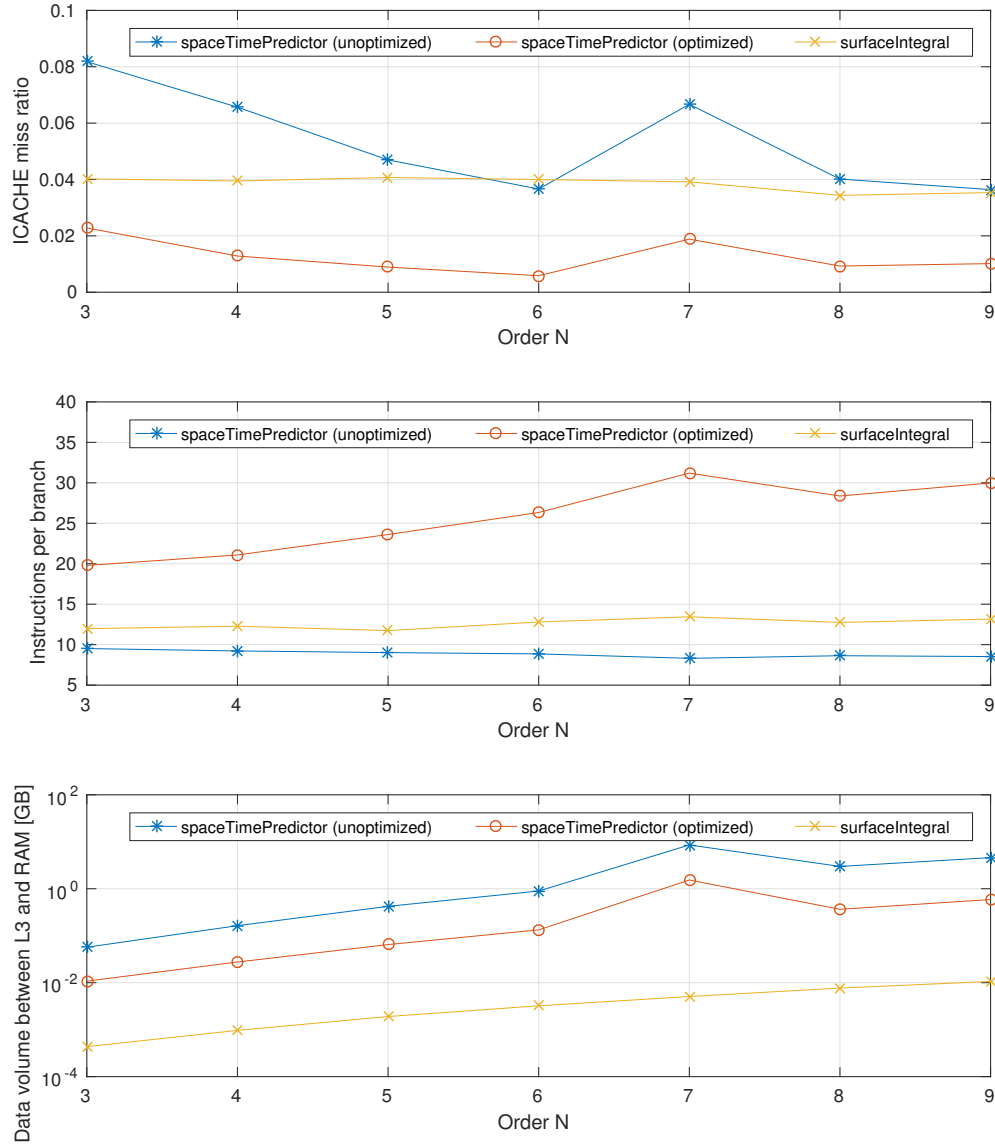 0.1
spaceTimePredictor (unoptimized) spaceTimePredictor (optimized) surfaceIntegral
0.08
0.06
0.04
0.02
0
ICACHE miss ratio
3 4 5 6 7 8 9
Order N
40
spaceTimePredictor (unoptimized) spaceTimePredictor (optimized) surfaceIntegral
35
30
25
20
15
10
5
Instructions per branch
3 4 5 6 7 8 9
Order N
10^2
spaceTimePredictor (unoptimized) spaceTimePredictor (optimized) surfaceIntegral
10^0
10^-2
10^-4
Data volume between L3 and RAM [GB]
3 4 5 6 7 8 9
Order N